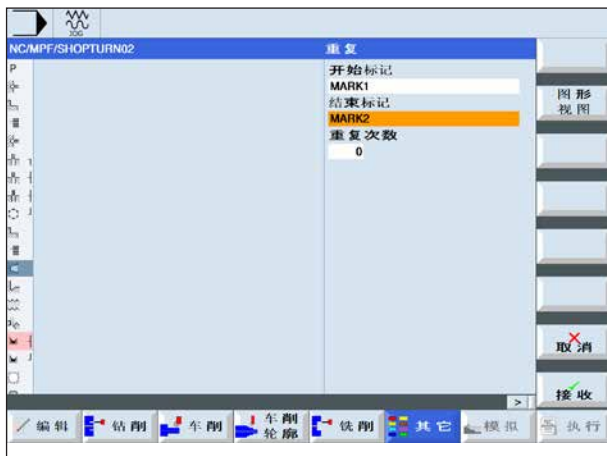 JOG
NC/MPF/SHOPTURN02
重复
P
开始标记
MARK1
结束标记
MARK2
重复次数
0
图形
视图
取消
接收
>
编辑
钻削
车削
车削
轮廓
铣削
其它
模拟
执行